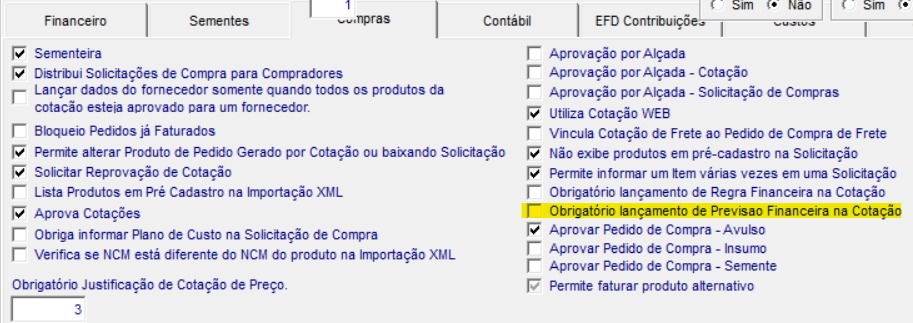 1
Sim Não Sim
Financeiro Sementes Compras Contábil EFD Contribuições Custos
Sementeira
Distribui Solicitações de Compra para Compradores
Lançar dados do fornecedor somente quando todos os produtos da
cotação esteja aprovado para um fornecedor.
Bloqueio Pedidos já Faturados
Permite alterar Produto de Pedido Gerado por Cotação ou baixando Solicitação
Solicitar Reprovação de Cotação
Lista Produtos em Pré Cadastro na Importação XML
Aprova Cotações
Obriga informar Plano de Custo na Solicitação de Compra
Verifica se NCM está diferente do NCM do produto na Importação XML
Obrigatório Justificação de Cotação de Preço.
3
Aprovação por Alçada
Aprovação por Alçada - Cotação
Aprovação por Alçada - Solicitação de Compras
Utiliza Cotação WEB
Vincula Cotação de Frete ao Pedido de Compra de Frete
Não exibe produtos em pré-cadastro na Solicitação
Permite informar um Item várias vezes em uma Solicitação
Obrigatório lançamento de Regra Financeira na Cotação
Obrigatório lançamento de Previsao Financeira na Cotação
Aprovar Pedido de Compra - Avulso
Aprovar Pedido de Compra - Insumo
Aprovar Pedido de Compra - Semente
Permite faturar produto alternativo